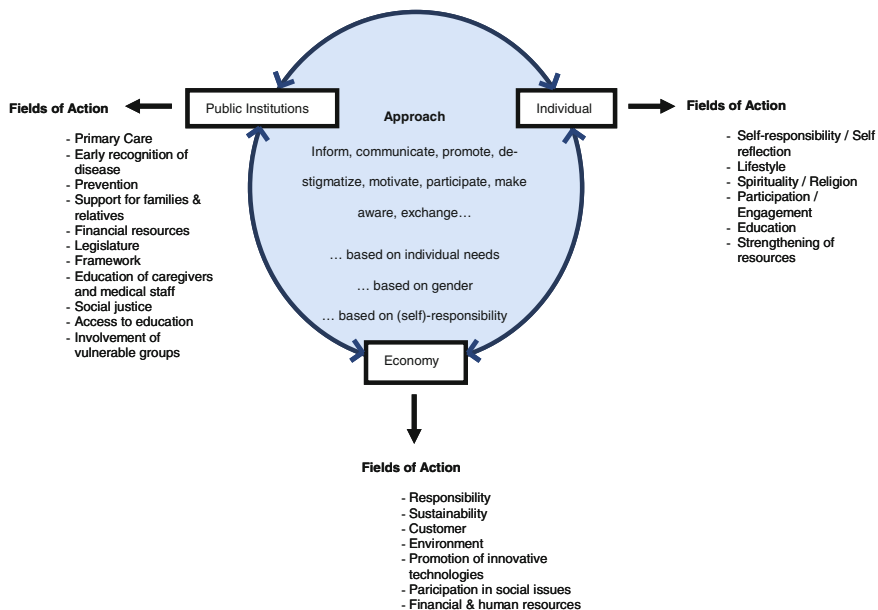 Public Institutions
Individual
Fields of Action
- Primary Care
- Early recognition of
disease
- Prevention
- Support for families &
relatives
- Financial resources
- Legislature
- Framework
- Education of caregivers
and medical staff
- Social justice
- Access to education
- Involvement of
vulnerable groups
Approach
Inform, communicate, promote, de-
stigmatize, motivate, participate, make
aware, exchange…
… based on individual needs
… based on gender
… based on (self)-responsibility
Fields of Action
- Self-responsibility / Self
reflection
- Lifestyle
- Spirituality / Religion
- Participation /
Engagement
- Education
- Strengthening of
resources
Economy
Fields of Action
- Responsibility
- Sustainability
- Customer
- Environment
- Promotion of innovative
technologies
- Paricipation in social issues
- Financial & human resources